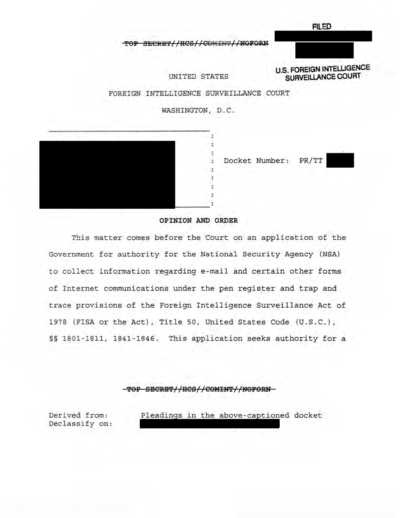 FILED
TOP SECRET//HCS//COMINT//NOFORN
U.S. FOREIGN INTELLIGENCE
SURVEILLANCE COURT
UNITED STATES
FOREIGN INTELLIGENCE SURVEILLANCE COURT
WASHINGTON, D.C.
:
:
:
: Docket Number: PR/TT
:
:
:
:
OPINION AND ORDER
This matter comes before the Court on an application of the
Government for authority for the National Security Agency (NSA)
to collect information regarding e-mail and certain other forms
of Internet communications under the pen register and trap and
trace provisions of the Foreign Intelligence Surveillance Act of
1978 (FISA or the Act), Title 50, United States Code (U.S.C.),
§§ 1801-1811, 1841-1846. This application seeks authority for a
TOP SECRET//HCS//COMINT//NOFORN
Derived from: Pleadings in the above-captioned docket
Declassify on: